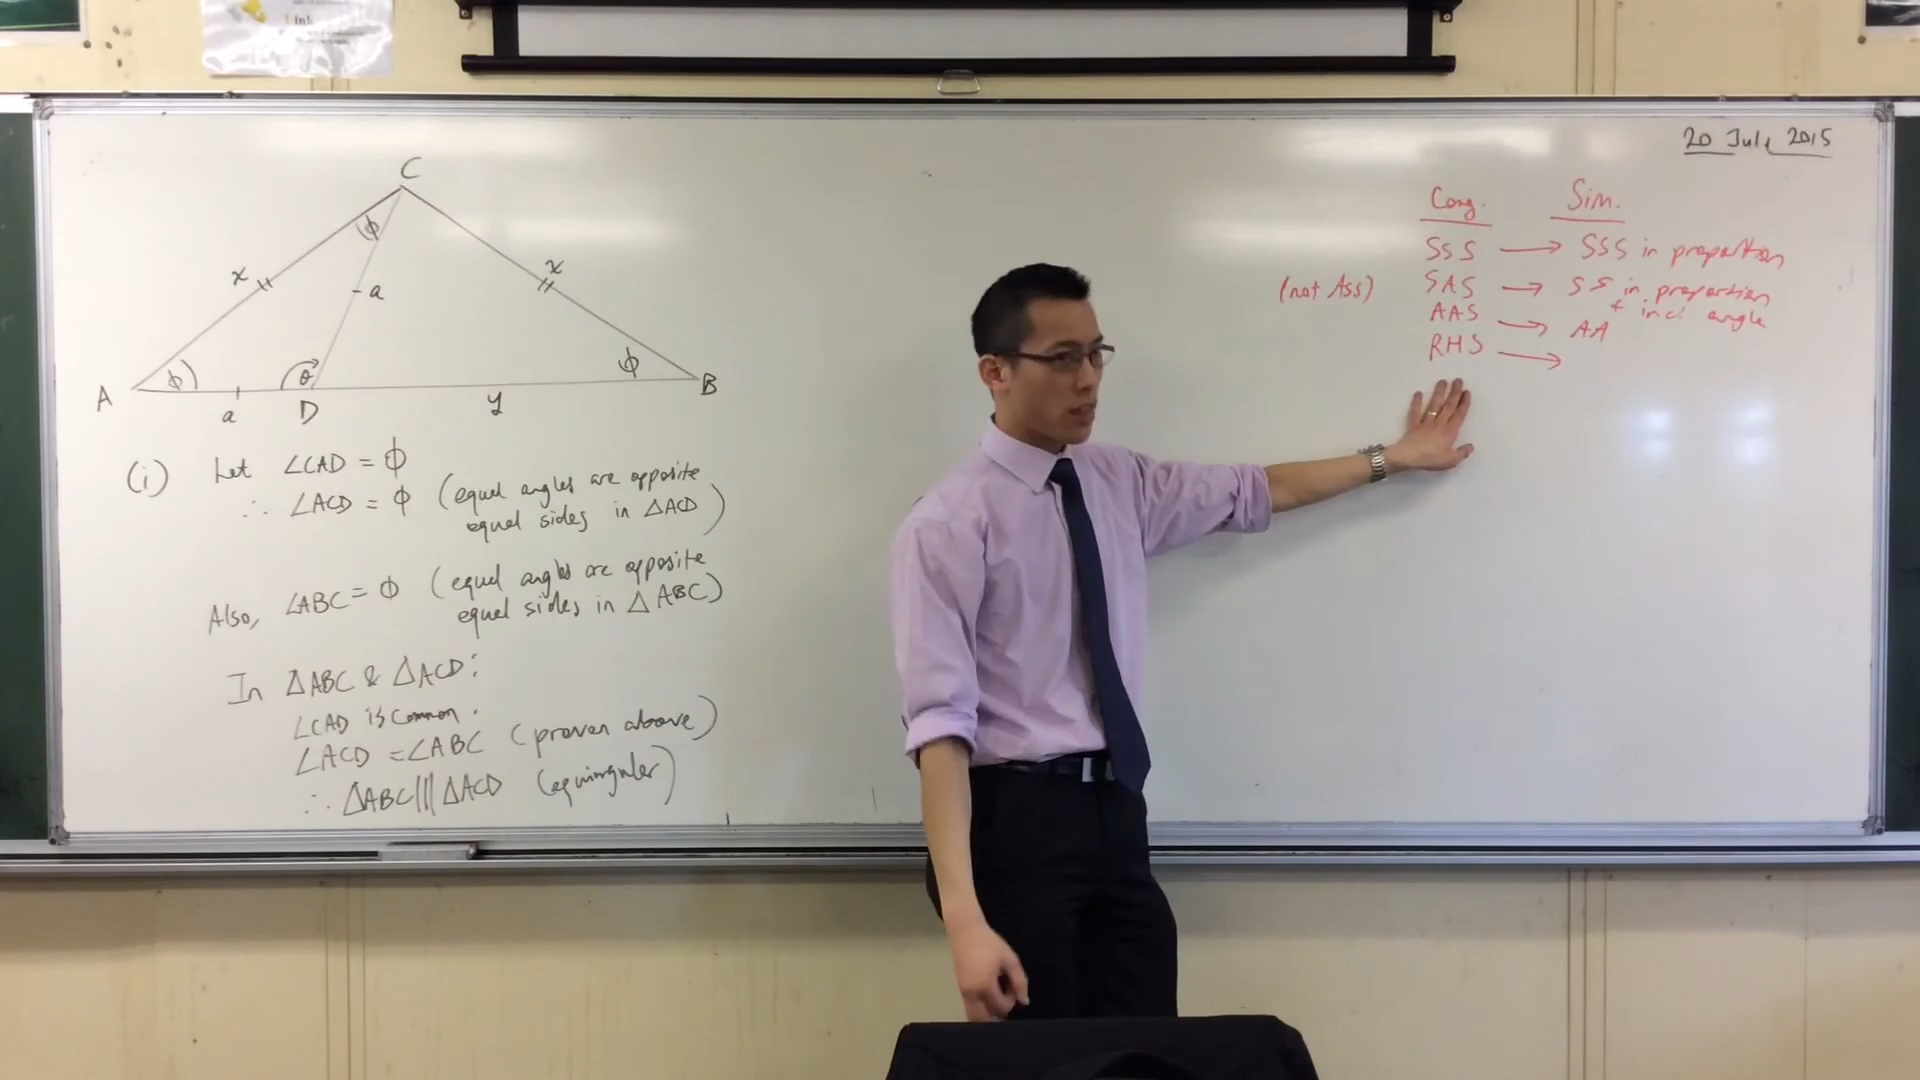 ink
20 July 2015
C
φ
x
x
a
φ
θ
φ
A
a
D
y
B
(i) Let ∠CAD = φ
∴ ∠ACD = φ (equal angles are opposite
equal sides in △ACD)
Also, ∠ABC = φ (equal angles are opposite
equal sides in △ABC)
In △ABC & △ACD:
∠CAD is common.
∠ACD = ∠ABC (proven above)
∴ △ABC ||| △ACD (equiangular)
Cong. Sim.
SSS → SSS in proportion
(not Ass) SAS → SS in proportion
+ incl. angle
AAS → AA
RHS →